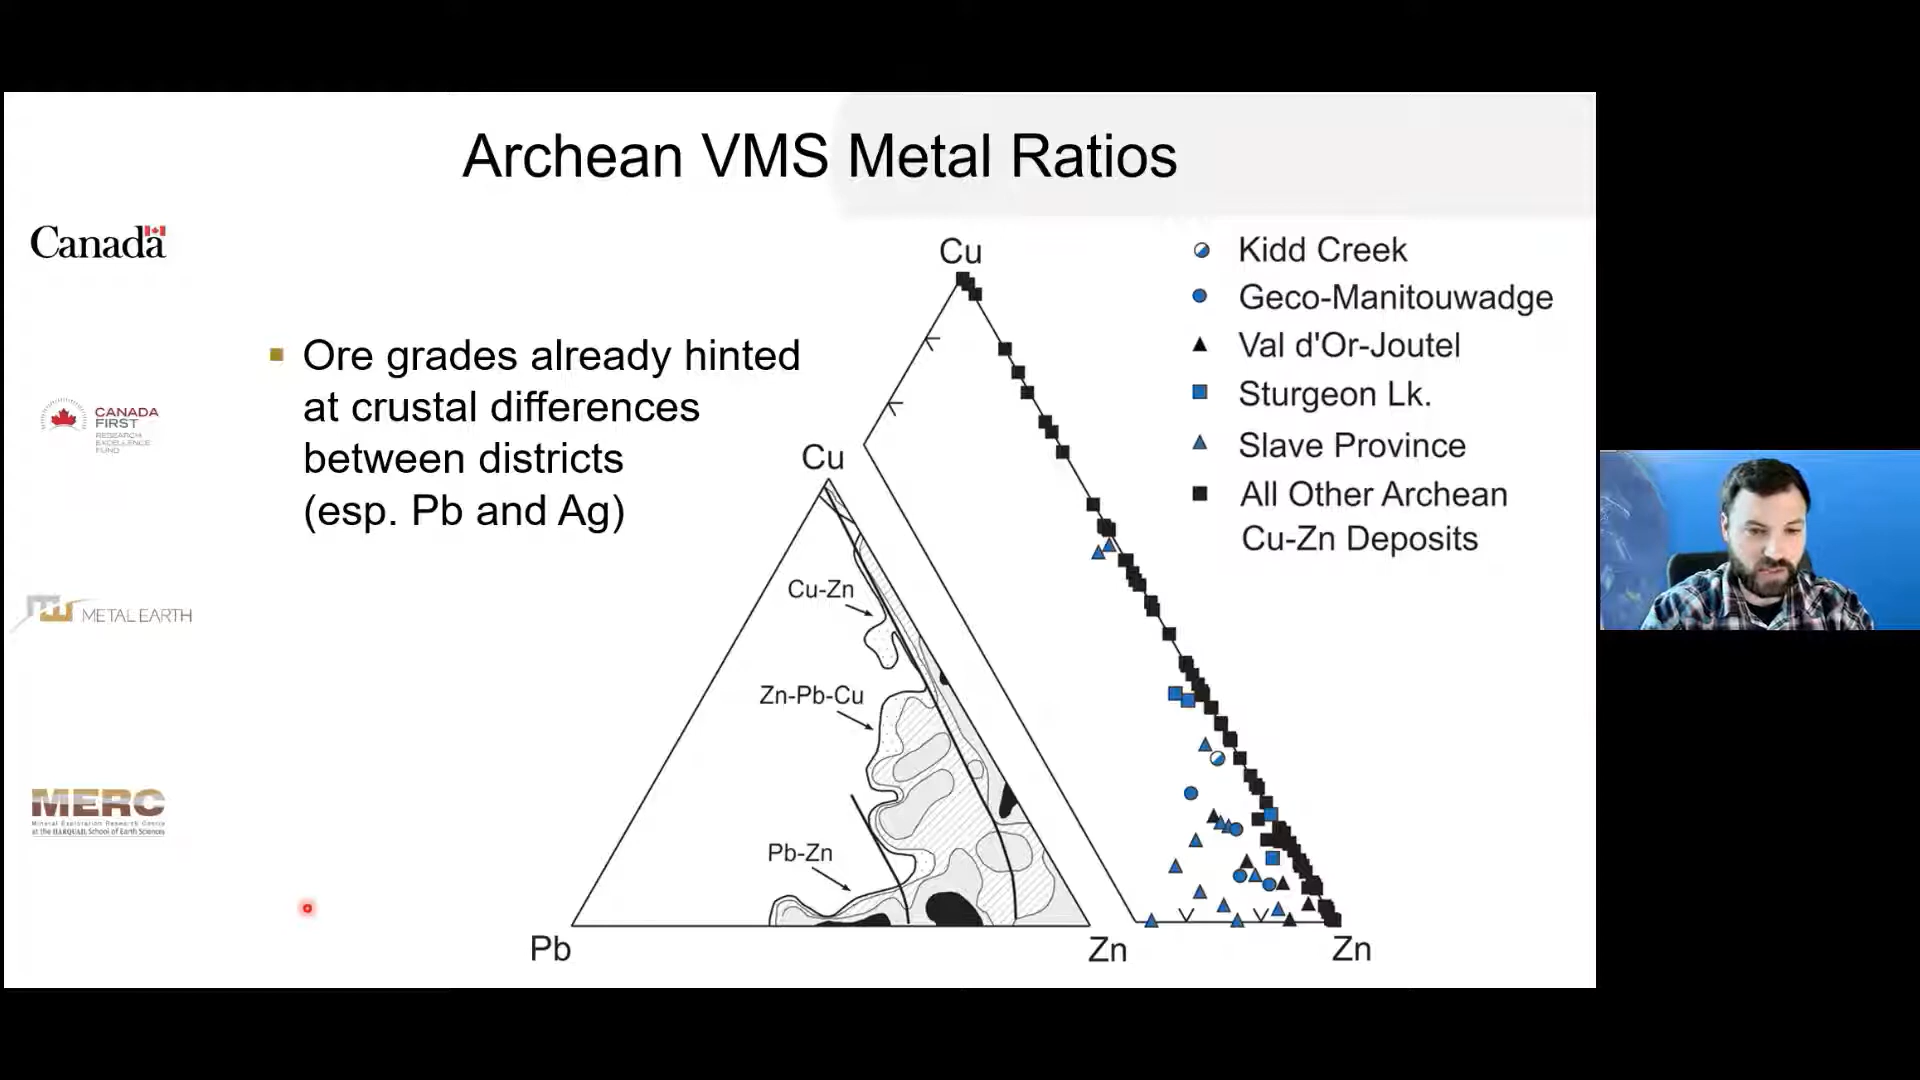 Archean VMS Metal Ratios
Canada
CANADA
FIRST
RESEARCH
EXCELLENCE
FUND
METAL EARTH
MERC
Mineral Exploration Research Centre
at the HARQUAIL School of Earth Sciences
Ore grades already hinted
at crustal differences
between districts
(esp. Pb and Ag)
Cu
Cu-Zn
Zn-Pb-Cu
Pb-Zn
Pb
Zn
Cu
Zn
Kidd Creek
Geco-Manitouwadge
Val d'Or-Joutel
Sturgeon Lk.
Slave Province
All Other Archean
Cu-Zn Deposits